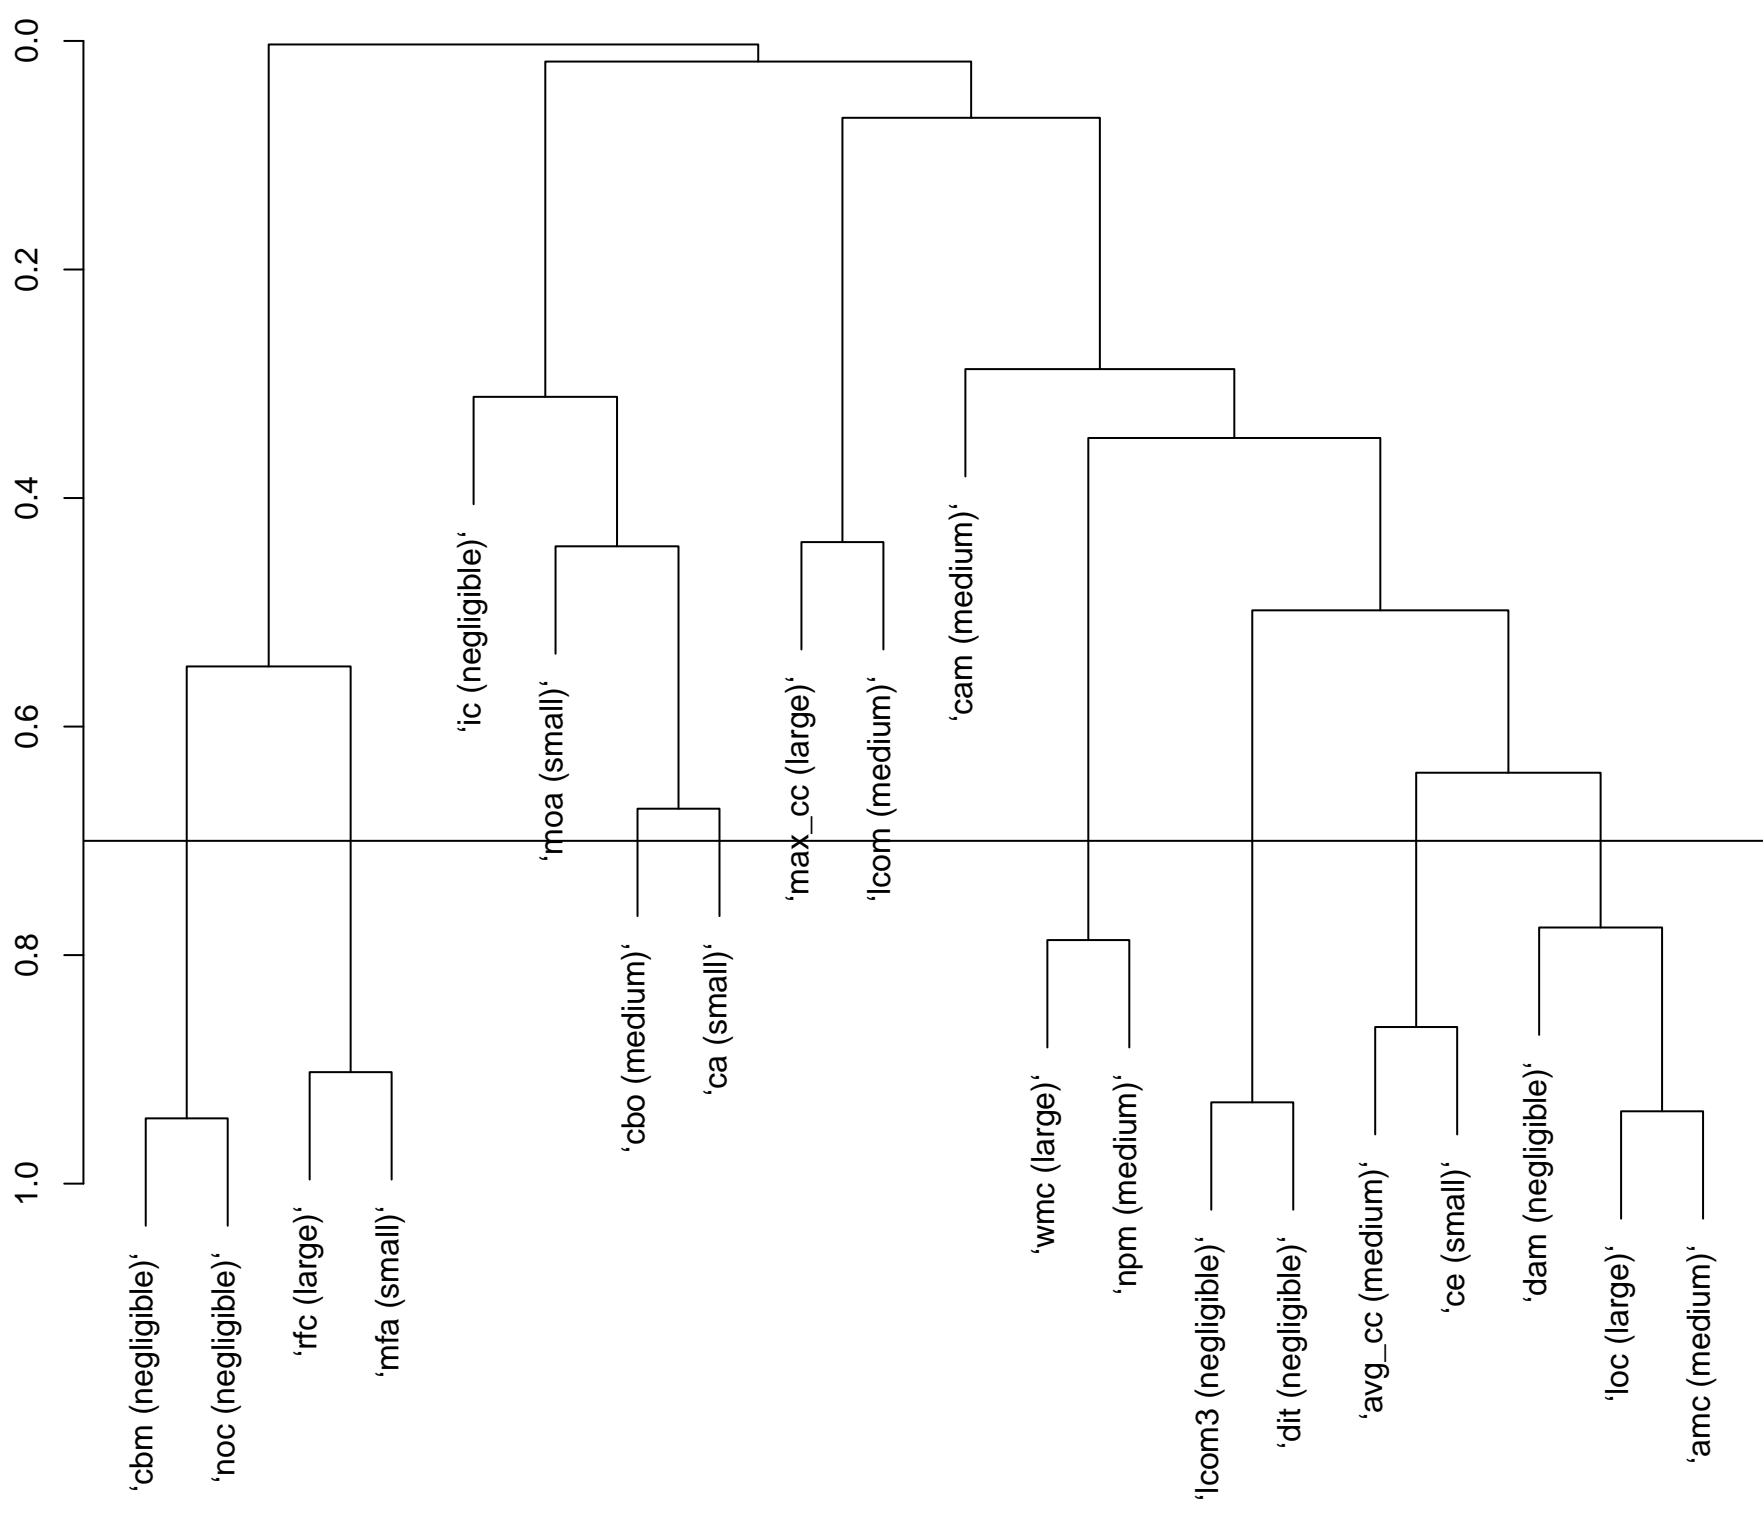 0.0
0.2
0.4
0.6
0.8
1.0
‘cbm (negligible)‘
‘noc (negligible)‘
‘rfc (large)‘
‘mfa (small)‘
‘ic (negligible)‘
‘moa (small)‘
‘cbo (medium)‘
‘ca (small)‘
‘max_cc (large)‘
‘lcom (medium)‘
‘cam (medium)‘
‘wmc (large)‘
‘npm (medium)‘
‘lcom3 (negligible)‘
‘dit (negligible)‘
‘avg_cc (medium)‘
‘ce (small)‘
‘dam (negligible)‘
‘loc (large)‘
‘amc (medium)‘